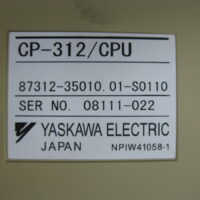 CP-312/CPU
87312-35010.01-S0110
SER NO. 08111-022
YASKAWA ELECTRIC
JAPAN NPIW41058-1